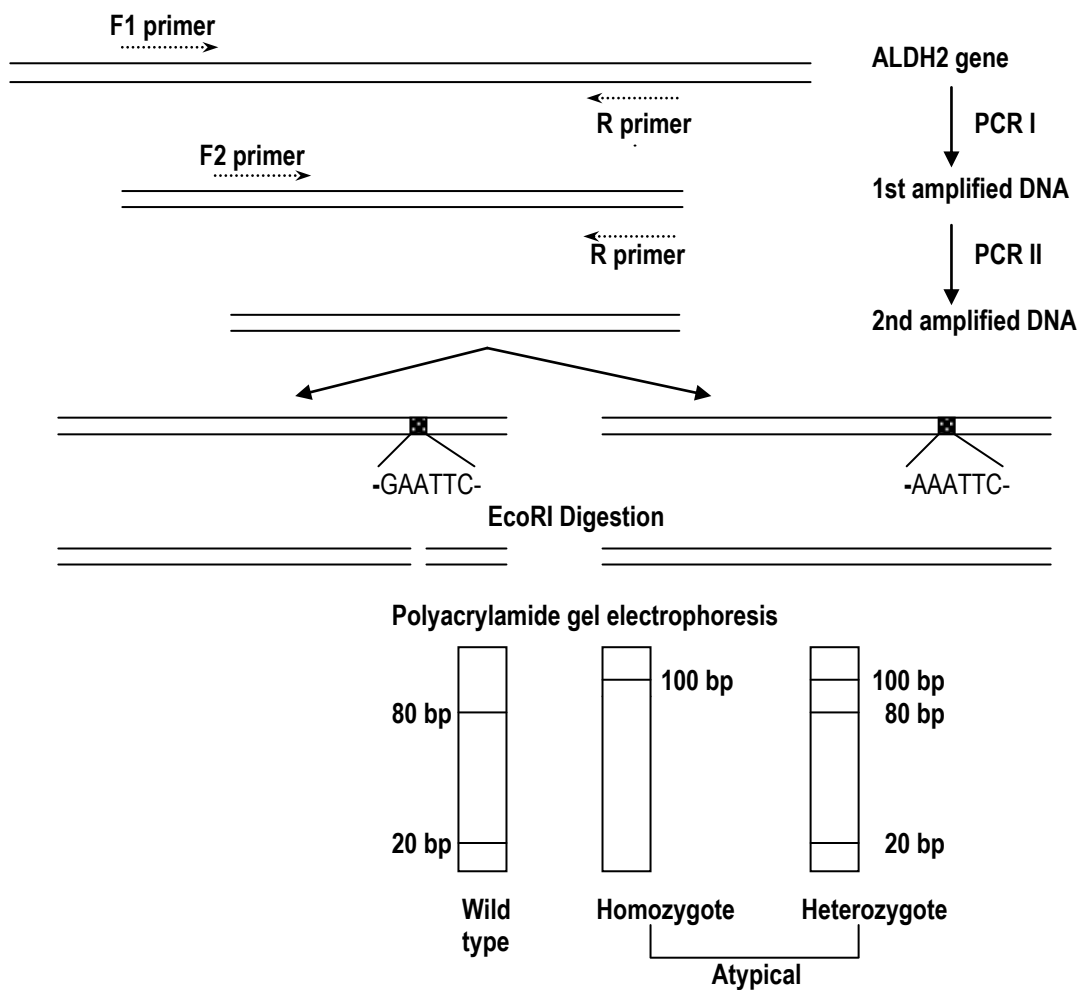 F1 primer
ALDH2 gene
R primer
PCR I
F2 primer
1st amplified DNA
R primer
PCR II
2nd amplified DNA
-GAATTC-
-AAATTC-
EcoRI Digestion
Polyacrylamide gel electrophoresis
100 bp
100 bp
80 bp
80 bp
20 bp
20 bp
Wild
type
Homozygote
Heterozygote
Atypical